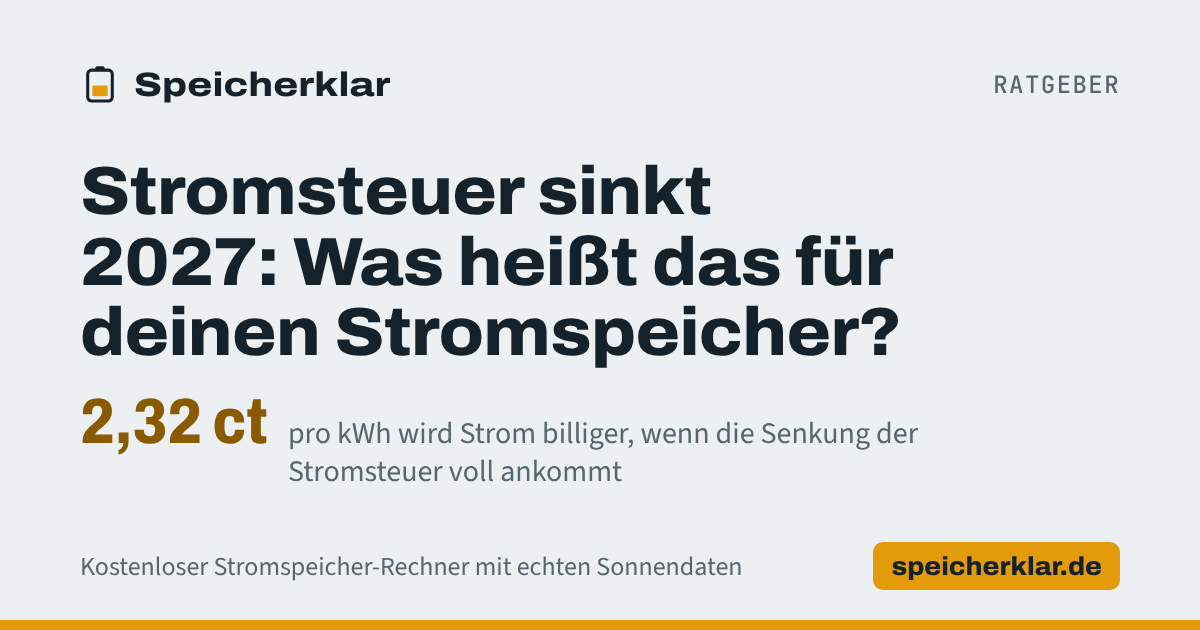 Speicherklar
RATGEBER
Stromsteuer sinkt
2027: Was heißt das für
deinen Stromspeicher?
2,32 ct
pro kWh wird Strom billiger, wenn die Senkung der
Stromsteuer voll ankommt
Kostenloser Stromspeicher-Rechner mit echten Sonnendaten
speicherklar.de